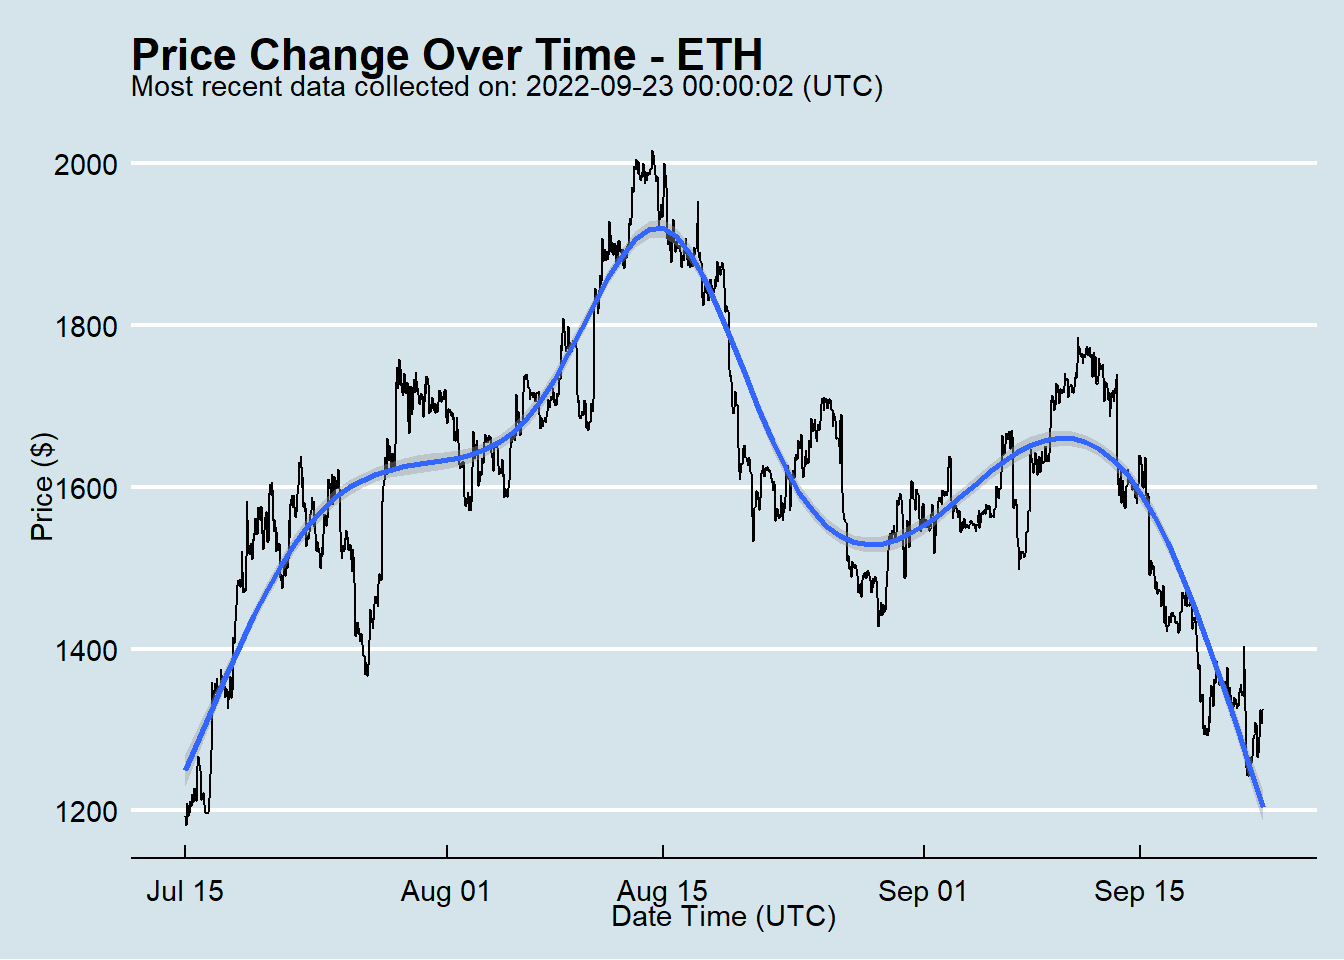 Price Change Over Time - ETH
Most recent data collected on: 2022-09-23 00:00:02 (UTC)
Price ($)
2000
1800
1600
1400
1200
Jul 15 Aug 01 Aug 15 Sep 01 Sep 15
Date Time (UTC)